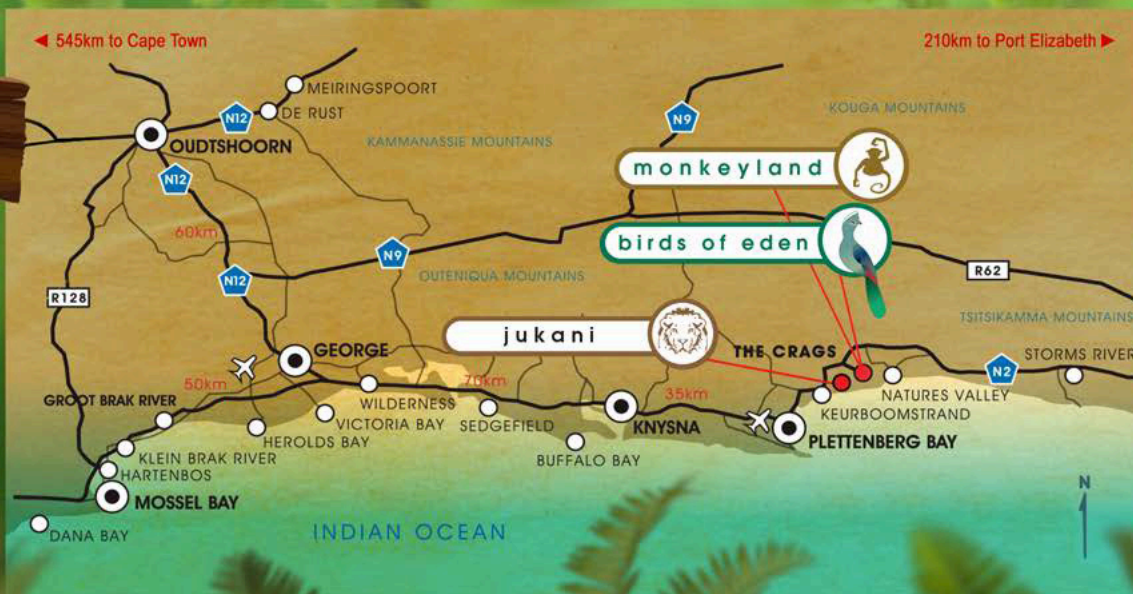 545km to Cape Town
210km to Port Elizabeth
MEIRINGSPOORT
DE RUST
N12
OUDTSHOORN
KAMMANASSIE MOUNTAINS
N9
KOUGA MOUNTAINS
monkeyland
N12
60km
birds of eden
N9
N12
OUTENIQUA MOUNTAINS
R62
R128
TSITSIKAMMA MOUNTAINS
jukani
GEORGE
THE CRAGS
STORMS RIVER
N2
50km
70km
35km
GROOT BRAK RIVER
WILDERNESS
NATURES VALLEY
KEURBOOMSTRAND
VICTORIA BAY
SEDGEFIELD
KNYSNA
HEROLDS BAY
PLETTENBERG BAY
KLEIN BRAK RIVER
BUFFALO BAY
HARTENBOS
MOSSEL BAY
N
DANA BAY
INDIAN OCEAN